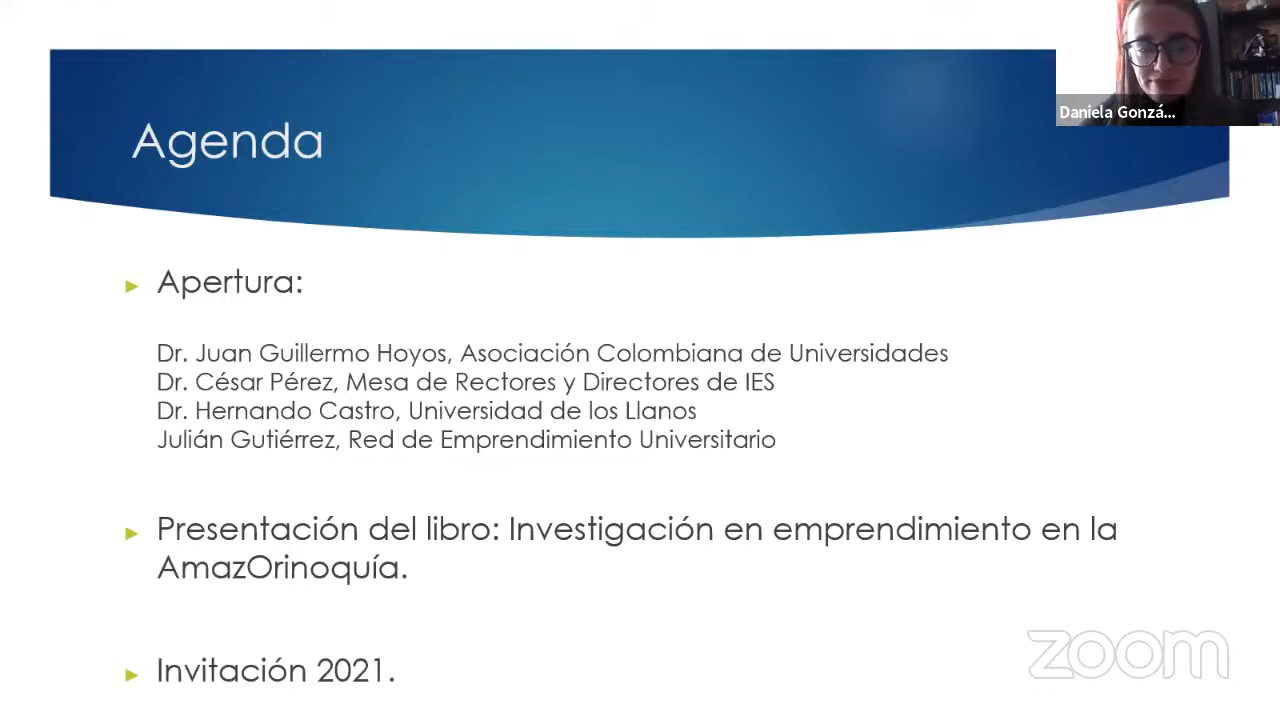 Daniela Gonzá...
Agenda
Apertura:
Dr. Juan Guillermo Hoyos, Asociación Colombiana de Universidades
Dr. César Pérez, Mesa de Rectores y Directores de IES
Dr. Hernando Castro, Universidad de los Llanos
Julián Gutiérrez, Red de Emprendimiento Universitario
Presentación del libro: Investigación en emprendimiento en la
AmazOrinoquía.
Invitación 2021.
zoom